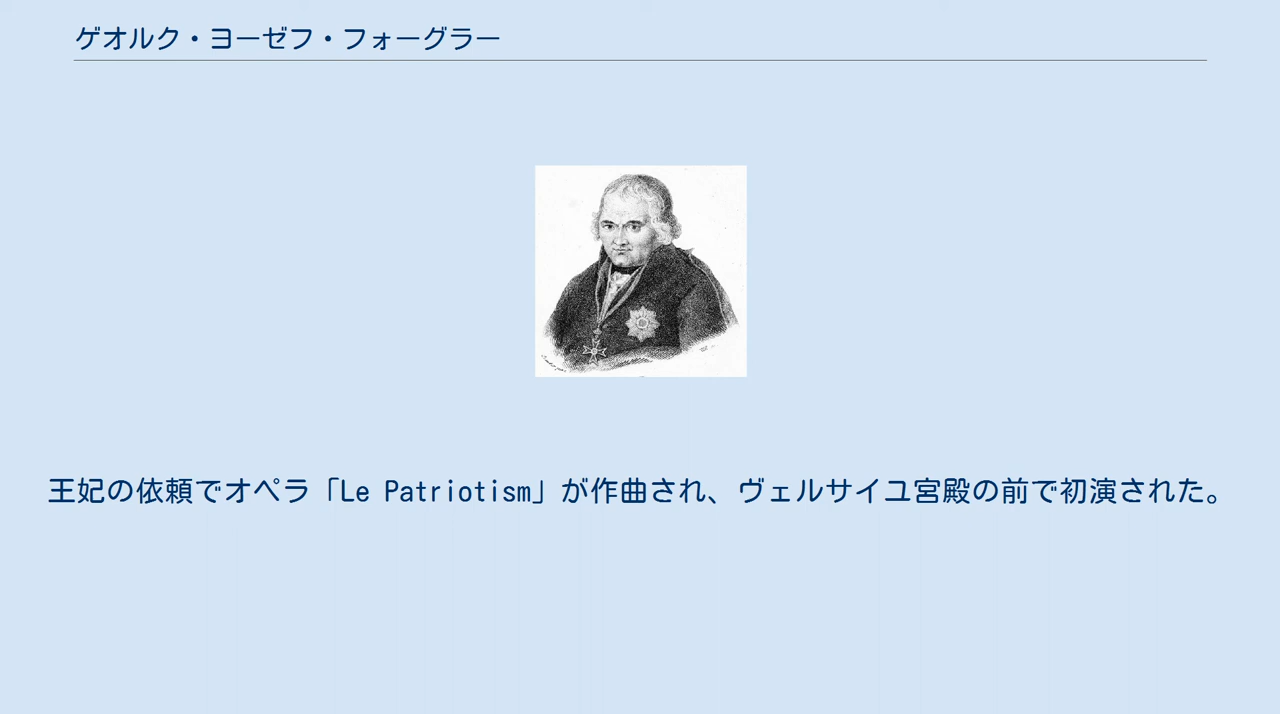 ゲオルク・ヨーゼフ・フォーグラー
王妃の依頼でオペラ「Le Patriotism」が作曲され、ヴェルサイユ宮殿の前で初演された。